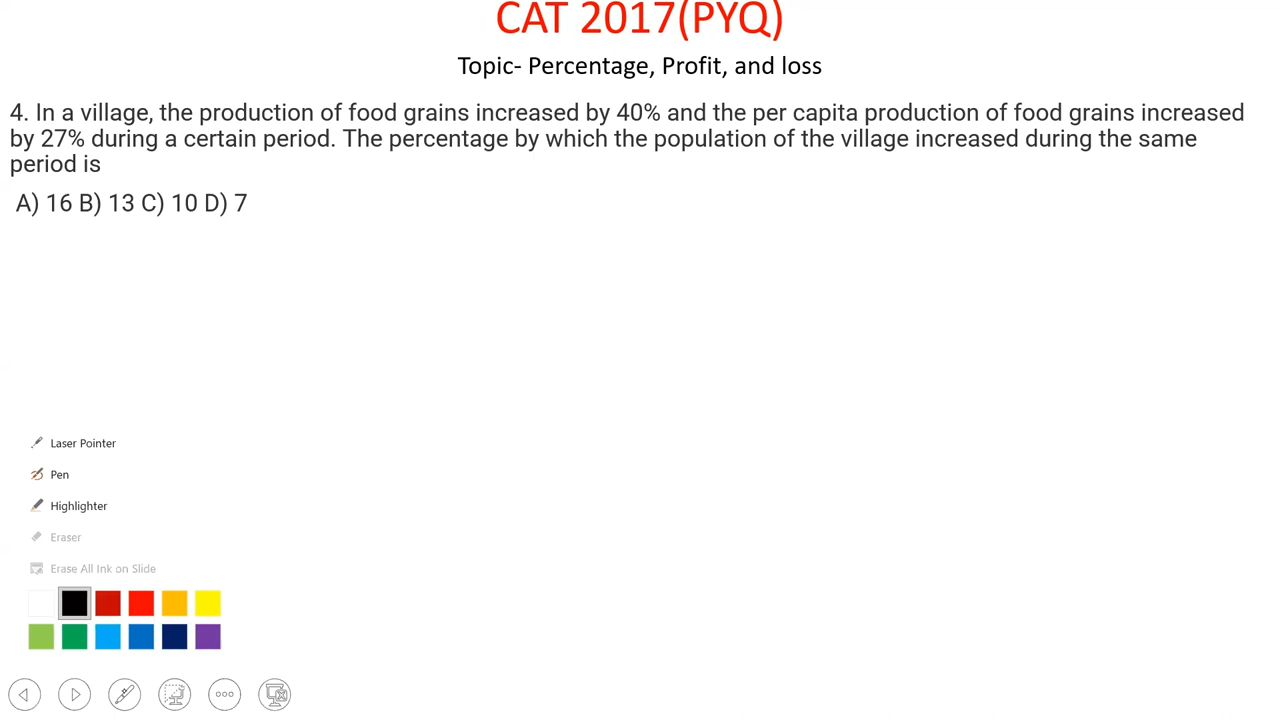 CAT 2017(PYQ)
Topic- Percentage, Profit, and loss
4. In a village, the production of food grains increased by 40% and the per capita production of food grains increased
by 27% during a certain period. The percentage by which the population of the village increased during the same
period is
A) 16 B) 13 C) 10 D) 7
Laser Pointer
Pen
Highlighter
Eraser
Erase All Ink on Slide